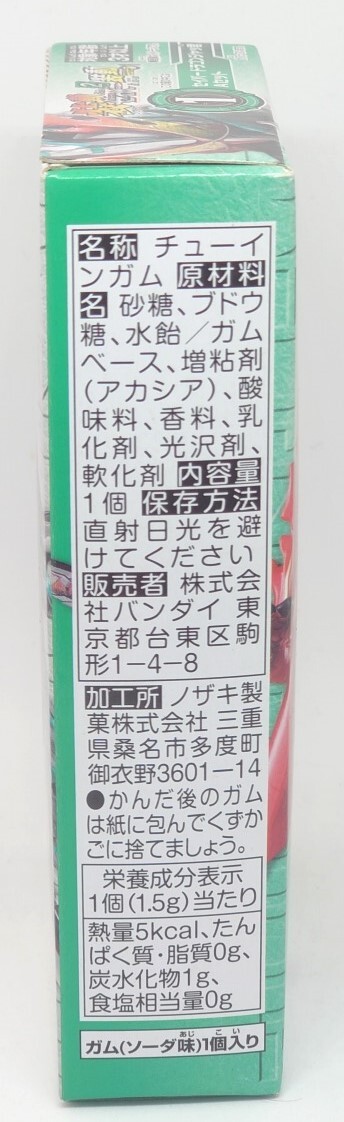 名称 チューイ
ンガム 原材料
名 砂糖、ブドウ
糖、水飴／ガム
ベース、増粘剤
(アカシア)、酸
味料、香料、乳
化剤、光沢剤、
軟化剤 内容量
1個 保存方法
直射日光を避
けてください
販売者 株式会
社バンダイ 東
京都台東区駒
形1-4-8
加工所 ノザキ製
菓株式会社 三重
県桑名市多度町
御衣野3601-14
●かんだ後のガム
は紙に包んでくずか
ごに捨てましょう。
栄養成分表示
1個(1.5g)当たり
熱量5kcal、たん
ぱく質・脂質0g、
炭水化物1g、
食塩相当量0g
ガム(ソーダ味)1個入り
あじ こい